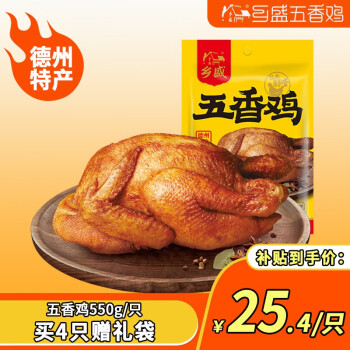 乡盛五香鸡
德州
特产
乡盛
五香鸡
德州
五香鸡550g/只
买4只赠礼袋
补贴到手价:
¥25.4/只